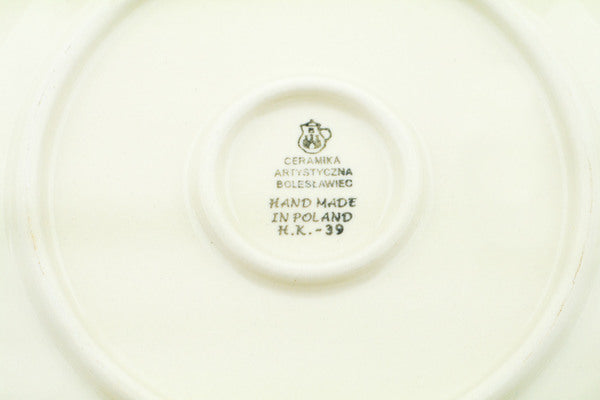 CERAMIKA
ARTYSTYCZNA
BOLESŁAWIEC
HAND MADE
IN POLAND
H.K.-39